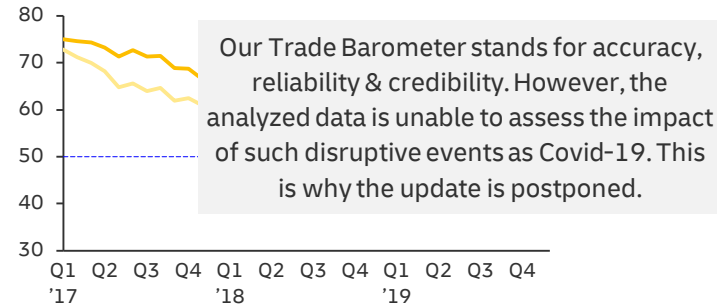 80
70
60
50
40
30
Our Trade Barometer stands for accuracy,
reliability & credibility. However, the
analyzed data is unable to assess the impact
of such disruptive events as Covid-19. This
is why the update is postponed.
Q1 Q2 Q3 Q4 Q1 Q2 Q3 Q4 Q1 Q2 Q3 Q4
’17 ’18 ’19